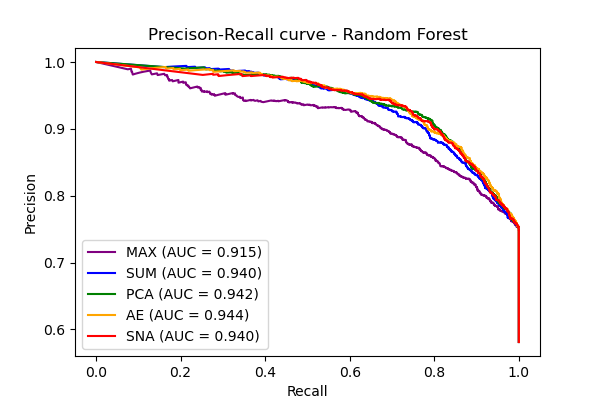 Precison-Recall curve - Random Forest
1.0
0.9
0.8
0.7
0.6
Precision
MAX (AUC = 0.915)
SUM (AUC = 0.940)
PCA (AUC = 0.942)
AE (AUC = 0.944)
SNA (AUC = 0.940)
0.0 0.2 0.4 0.6 0.8 1.0
Recall